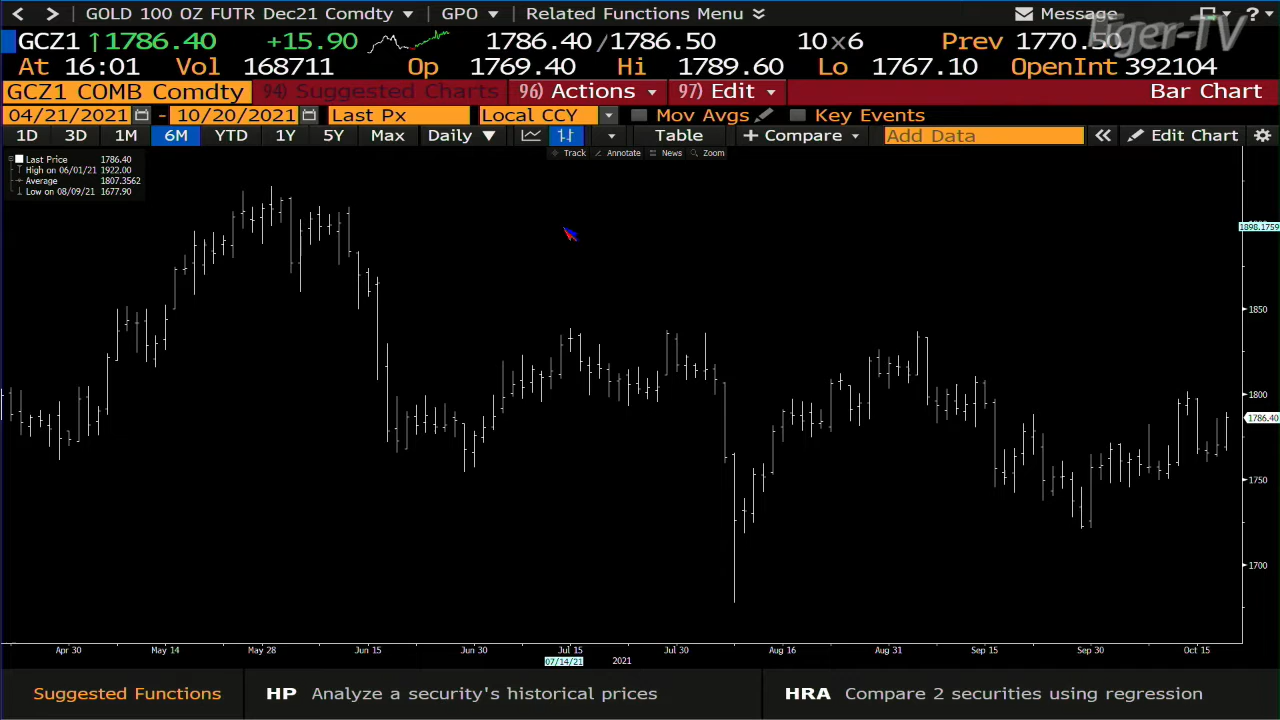 GOLD 100 OZ FUTR Dec21 Comdty GPO Related Functions Menu Message ?
Eger-TV
GCZ1 ↑1786.40 +15.90 1786.40/1786.50 10x6 Prev 1770.50
At 16:01 Vol 168711 Op 1769.40 Hi 1789.60 Lo 1767.10 OpenInt 392104
GCZ1 COMB Comdty 94) Suggested Charts 96) Actions 97) Edit Bar Chart
04/21/2021 - 10/20/2021 Last Px Local CCY Mov Avgs Key Events
1D 3D 1M 6M YTD 1Y 5Y Max Daily ▼ Table + Compare Add Data « Edit Chart
Track Annotate News Zoom
Last Price 1786.40
High on 06/01/21 1922.00
Average 1807.3562
Low on 08/09/21 1677.90
1898.1759
1850
1800
1786.40
1750
1700
Apr 30 May 14 May 28 Jun 15 Jun 30 Jul 15 Jul 30 Aug 16 Aug 31 Sep 15 Sep 30 Oct 15
07/14/21 2021
Suggested Functions HP Analyze a security's historical prices HRA Compare 2 securities using regression